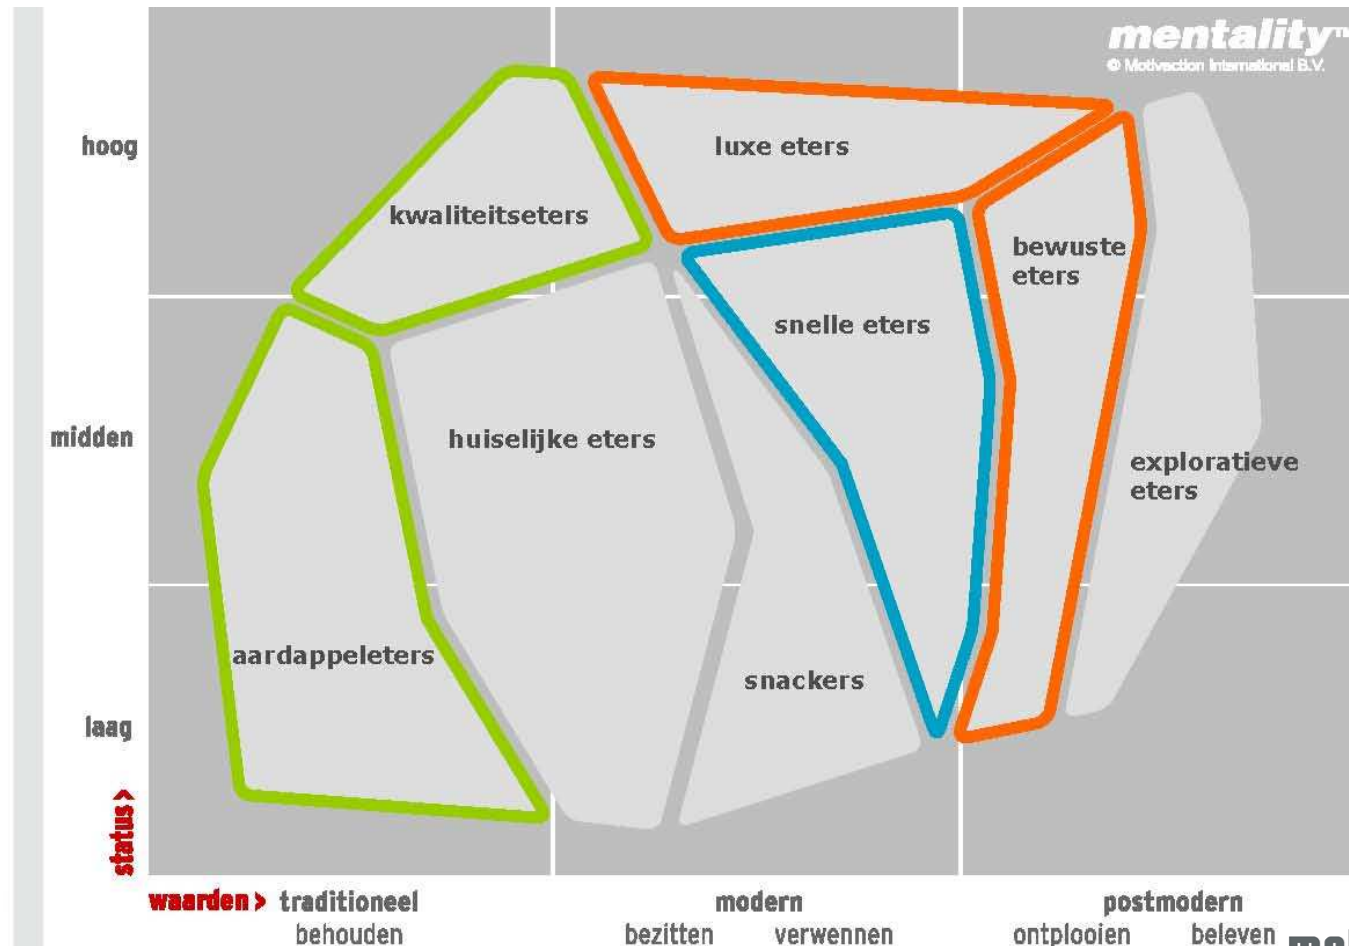 mentality™
© Motivaction International B.V.
hoog
luxe eters
kwaliteitseters
bewuste
eters
snelle eters
midden
huiselijke eters
exploratieve
eters
aardappeleters
snackers
laag
status >
waarden > traditioneel modern postmodern
behouden bezitten verwennen ontplooien beleven